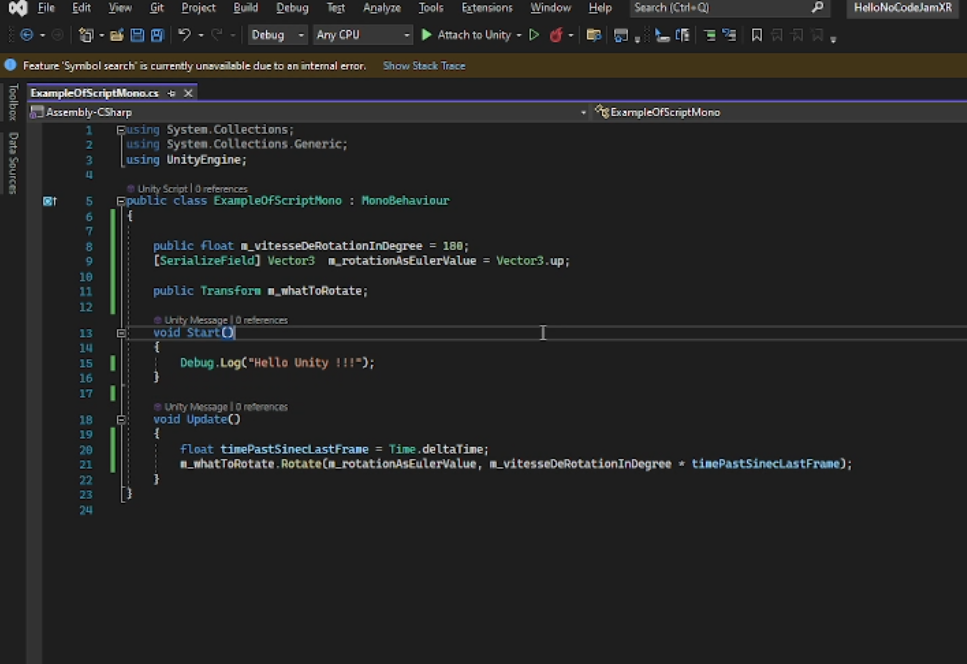 File Edit View Git Project Build Debug Test Analyze Tools Extensions Window Help Search (Ctrl+Q) HelloNoCodeJamXR
Debug Any CPU Attach to Unity
Feature 'Symbol search' is currently unavailable due to an internal error. Show Stack Trace
Toolbox
Data Sources
ExampleOfScriptMono.cs
Assembly-CSharp ExampleOfScriptMono
1 using System.Collections;
2 using System.Collections.Generic;
3 using UnityEngine;
4
Unity Script | 0 references
5 public class ExampleOfScriptMono : MonoBehaviour
6 {
7
8 public float m_vitesseDeRotationInDegree = 180;
9 [SerializeField] Vector3 m_rotationAsEulerValue = Vector3.up;
10
11 public Transform m_whatToRotate;
12
Unity Message | 0 references
13 void Start()
14 {
15 Debug.Log("Hello Unity !!!");
16 }
17
Unity Message | 0 references
18 void Update()
19 {
20 float timePastSinecLastFrame = Time.deltaTime;
21 m_whatToRotate.Rotate(m_rotationAsEulerValue, m_vitesseDeRotationInDegree * timePastSinecLastFrame);
22 }
23 }
24